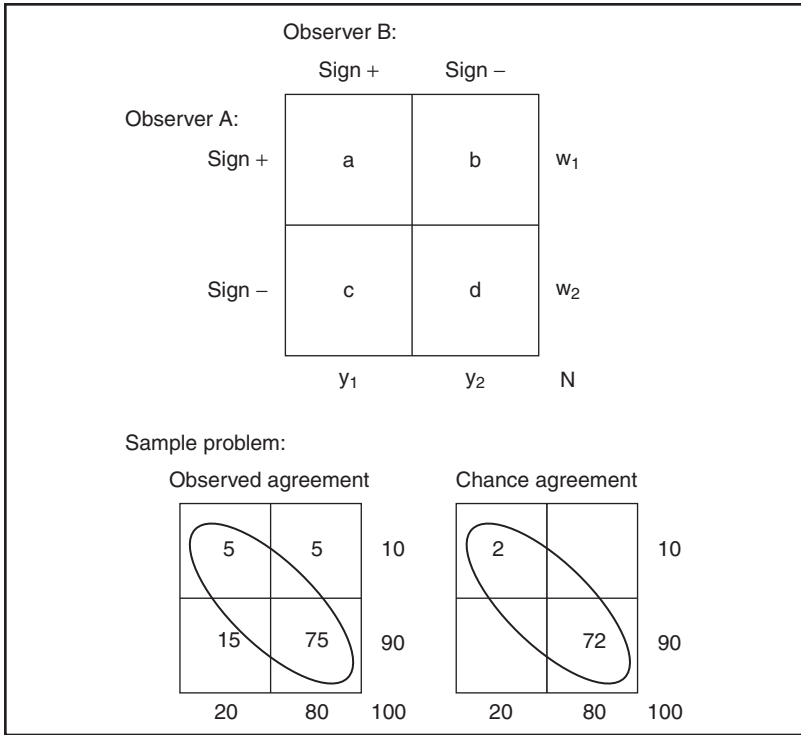 Observer B:
Sign + Sign −
Observer A:
Sign + a b w₁
Sign − c d w₂
y₁ y₂ N
Sample problem:
Observed agreement Chance agreement
5 5 10 2 10
15 75 90 72 90
20 80 100 20 80 100